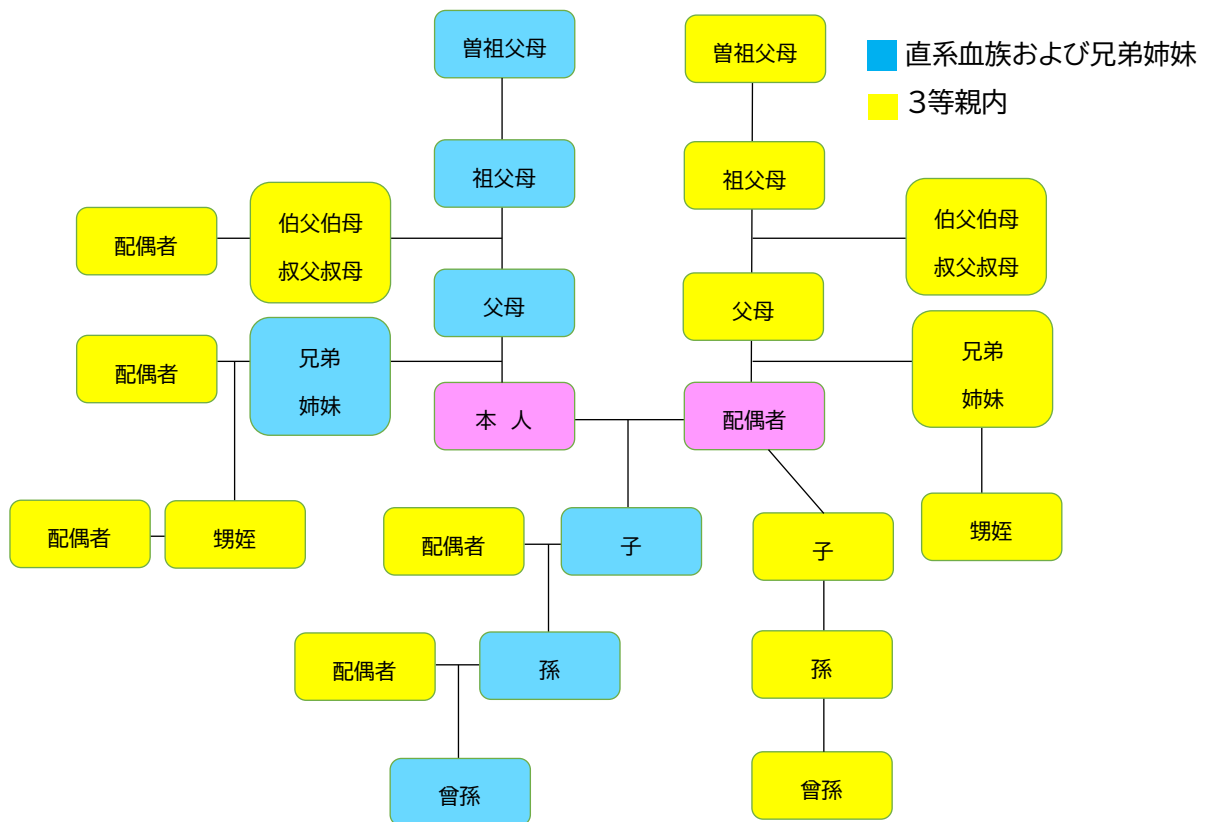 曽祖父母
曽祖父母
直系血族および兄弟姉妹
３等親内
祖父母
祖父母
配偶者
伯父伯母
叔父叔母
伯父伯母
叔父叔母
父母
父母
配偶者
兄弟
姉妹
兄弟
姉妹
本 人
配偶者
配偶者
甥姪
配偶者
子
子
甥姪
配偶者
孫
孫
曾孫
曾孫